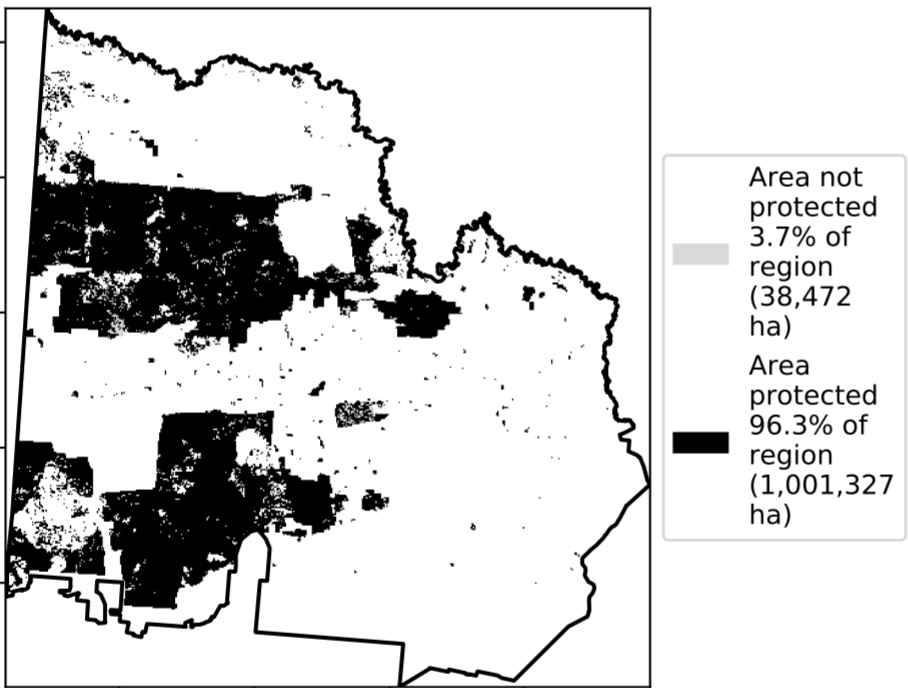 Area not
protected
3.7% of
region
(38,472
ha)
Area
protected
96.3% of
region
(1,001,327
ha)